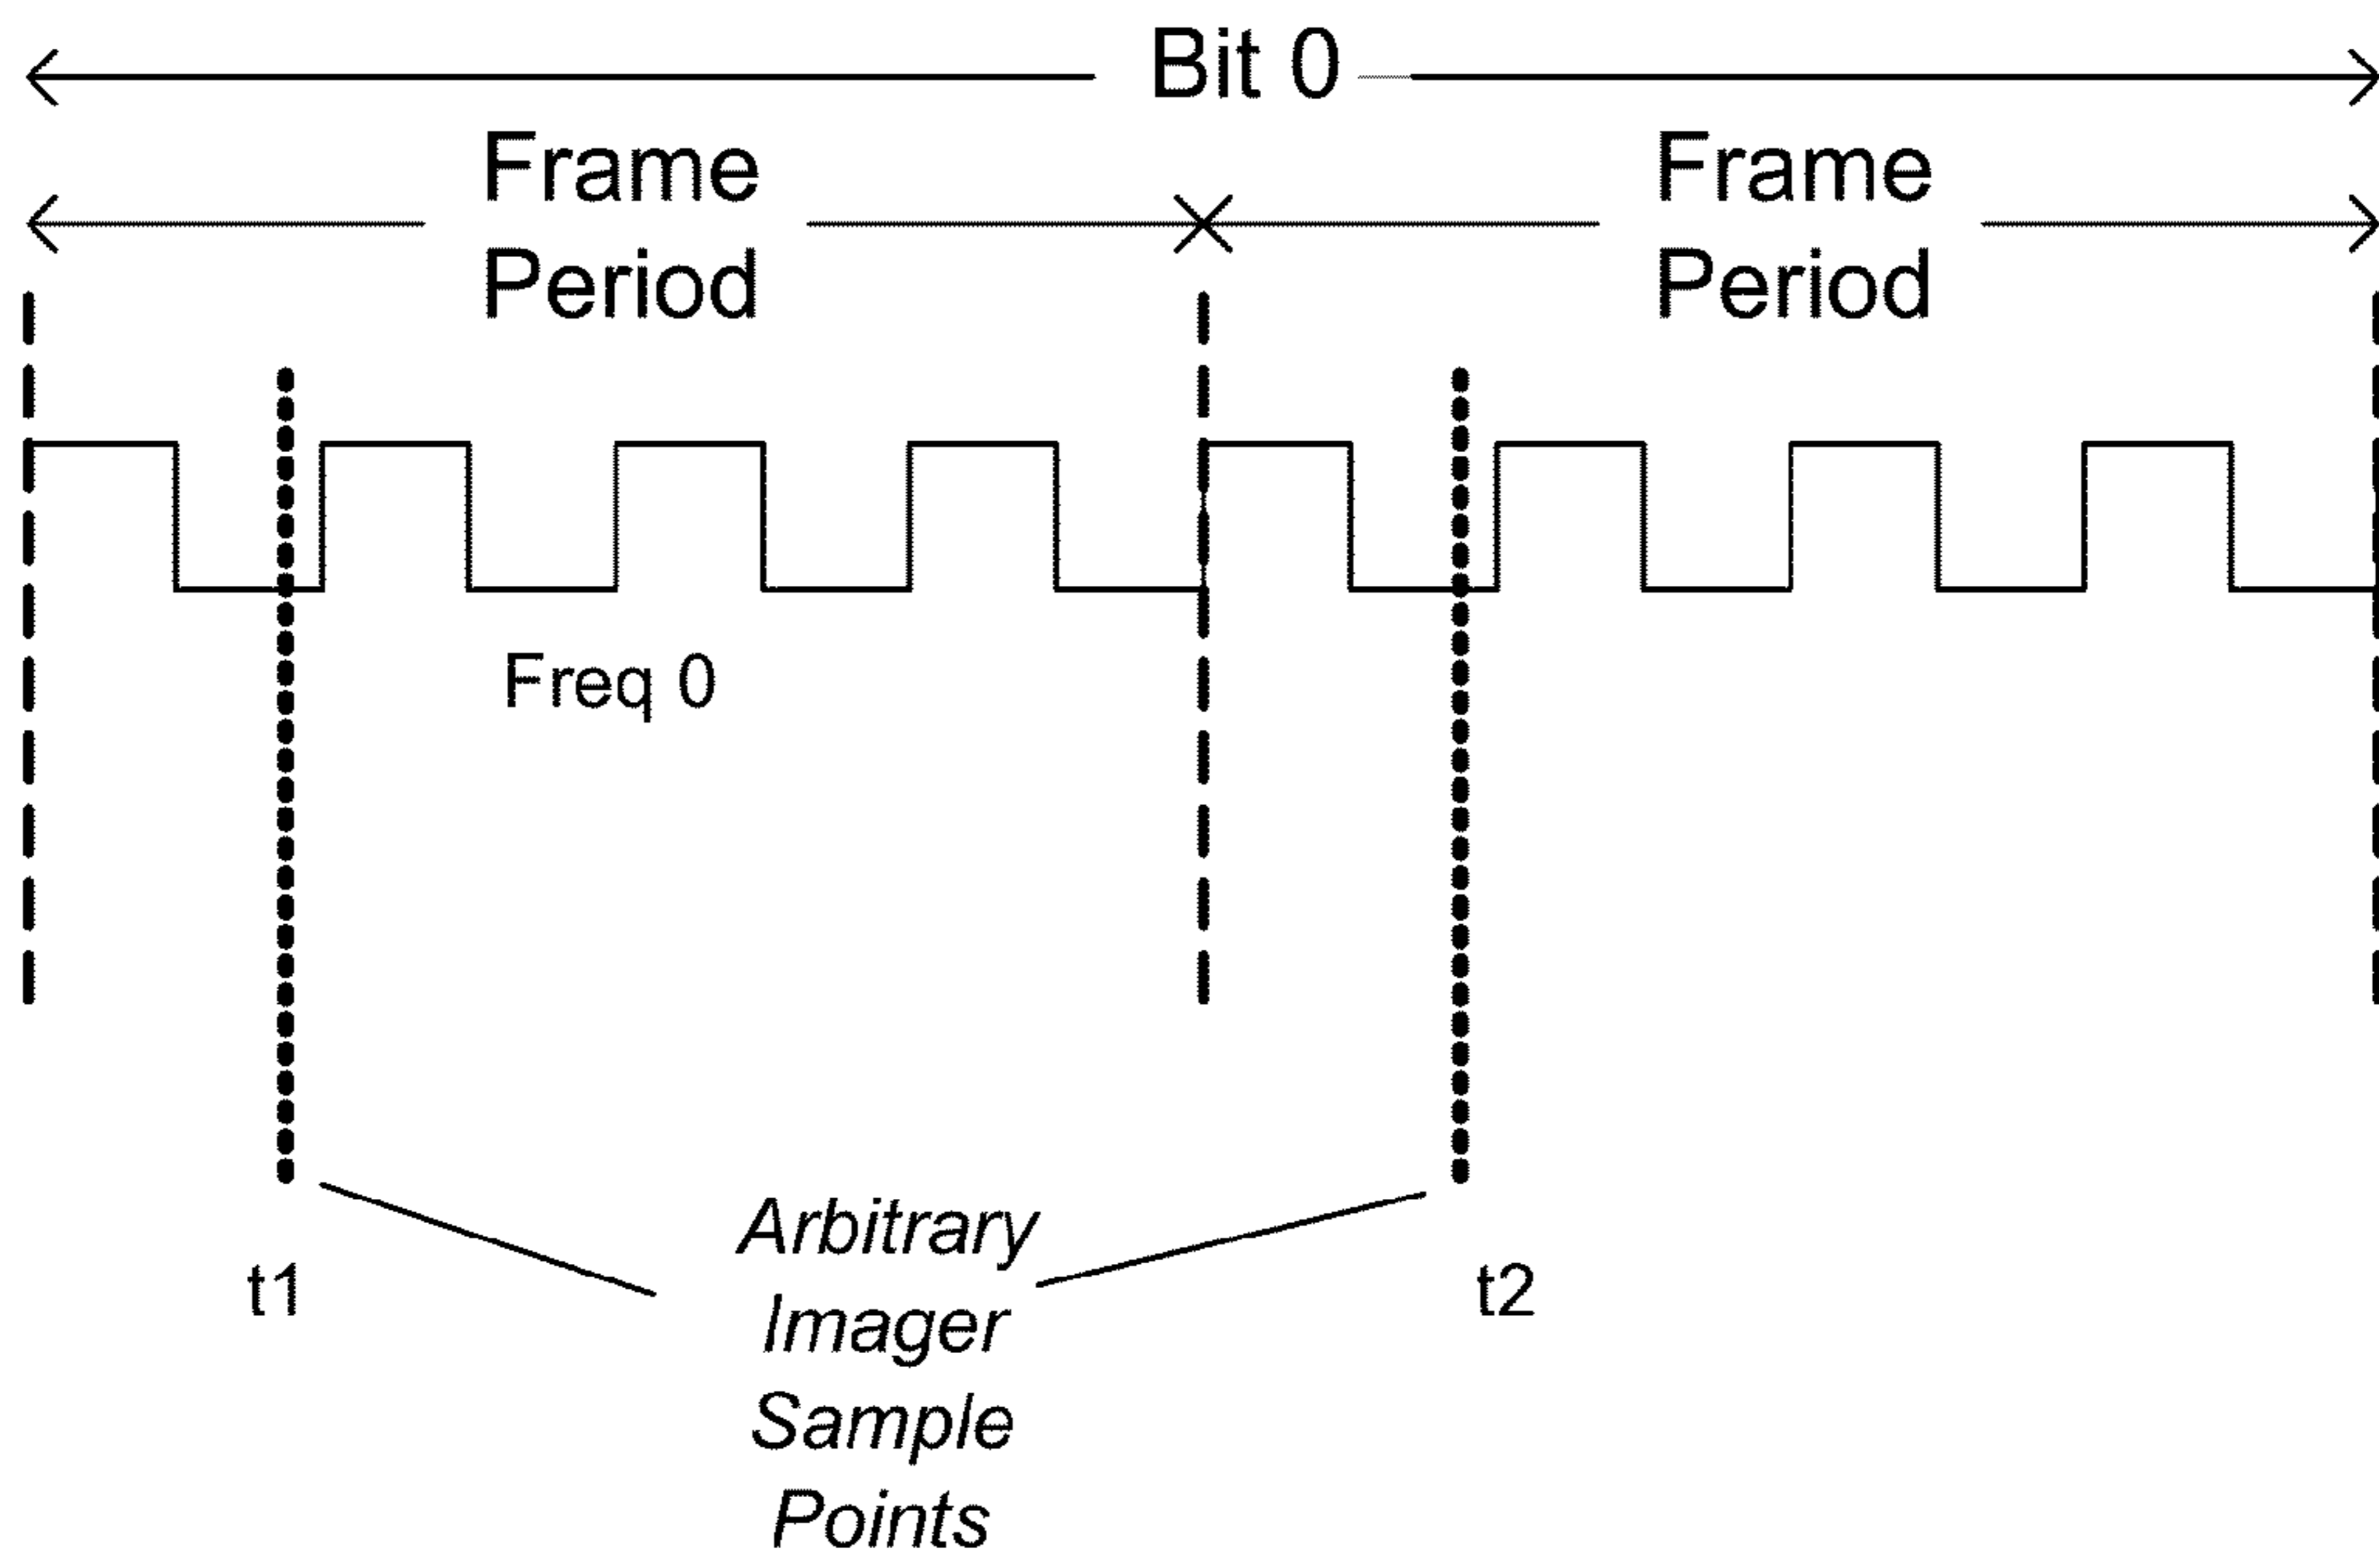 Bit 0
Frame
Period
Frame
Period
Freq 0
t1
Arbitrary
Imager
Sample
Points
t2